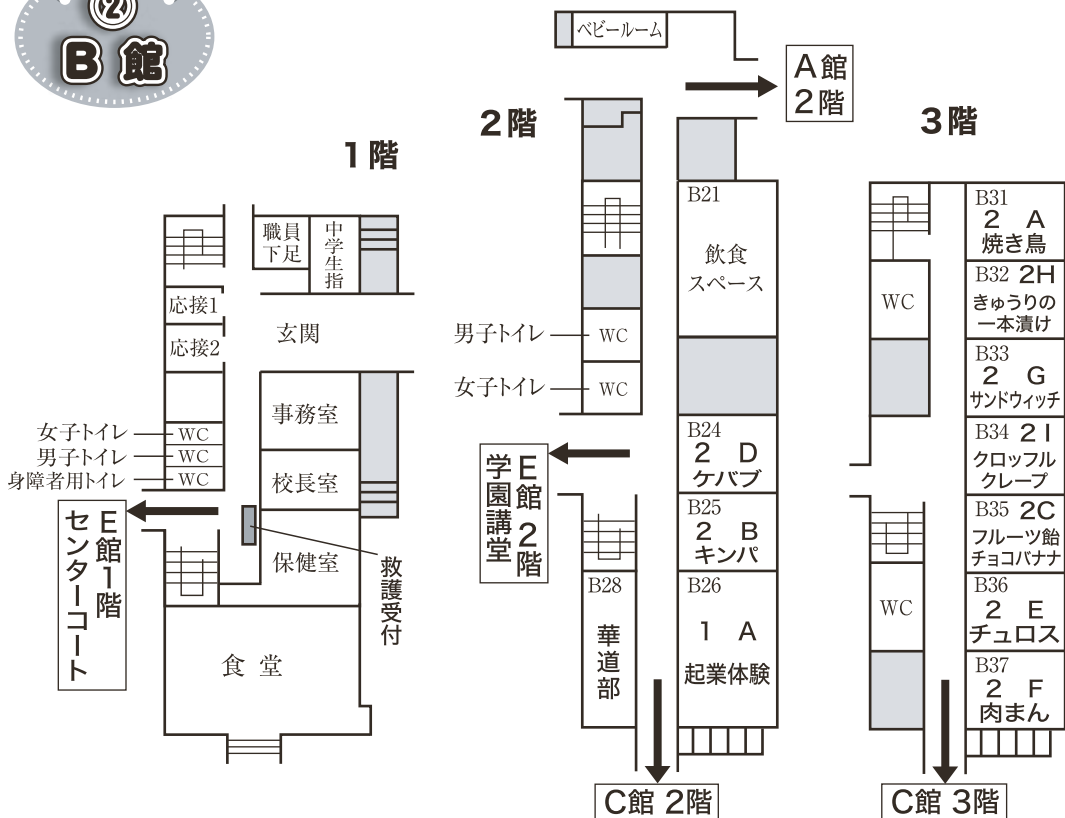 ②
B 館
1階
職員
下足
中学生指
応接1
応接2
玄関
事務室
女子トイレ
WC
男子トイレ
WC
身障者用トイレ
WC
校長室
E館1階
センターコート
保健室
救護受付
食 堂
2階
ベビールーム
A館
2階
B21
飲食
スペース
男子トイレ
WC
女子トイレ
WC
B24
2 D
ケバブ
E館 2階
学園講堂
B25
2 B
キンパ
B28
華道部
B26
1 A
起業体験
C館 2階
3階
B31
2 A
焼き鳥
WC
B32 2H
きゅうりの
一本漬け
B33
2 G
サンドウィッチ
B34 2I
クロッフル
クレープ
B35 2C
フルーツ飴
チョコバナナ
WC
B36
2 E
チュロス
B37
2 F
肉まん
C館 3階